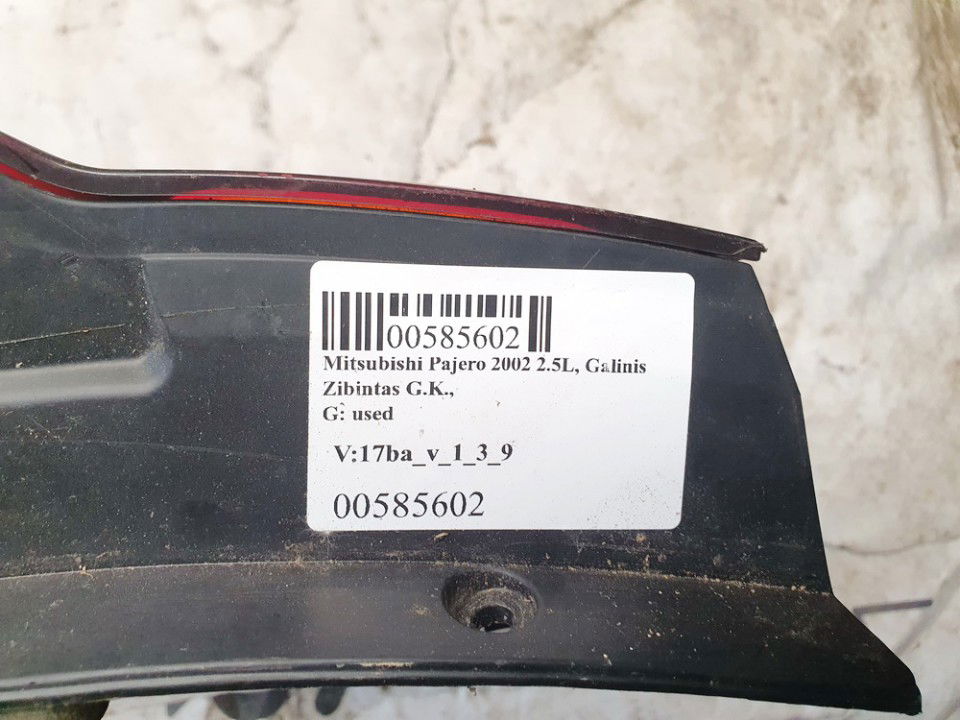 00585602
Mitsubishi Pajero 2002 2.5L, Galinis
Zibintas G.K.,
G: used
V:17ba_v_1_3_9
00585602